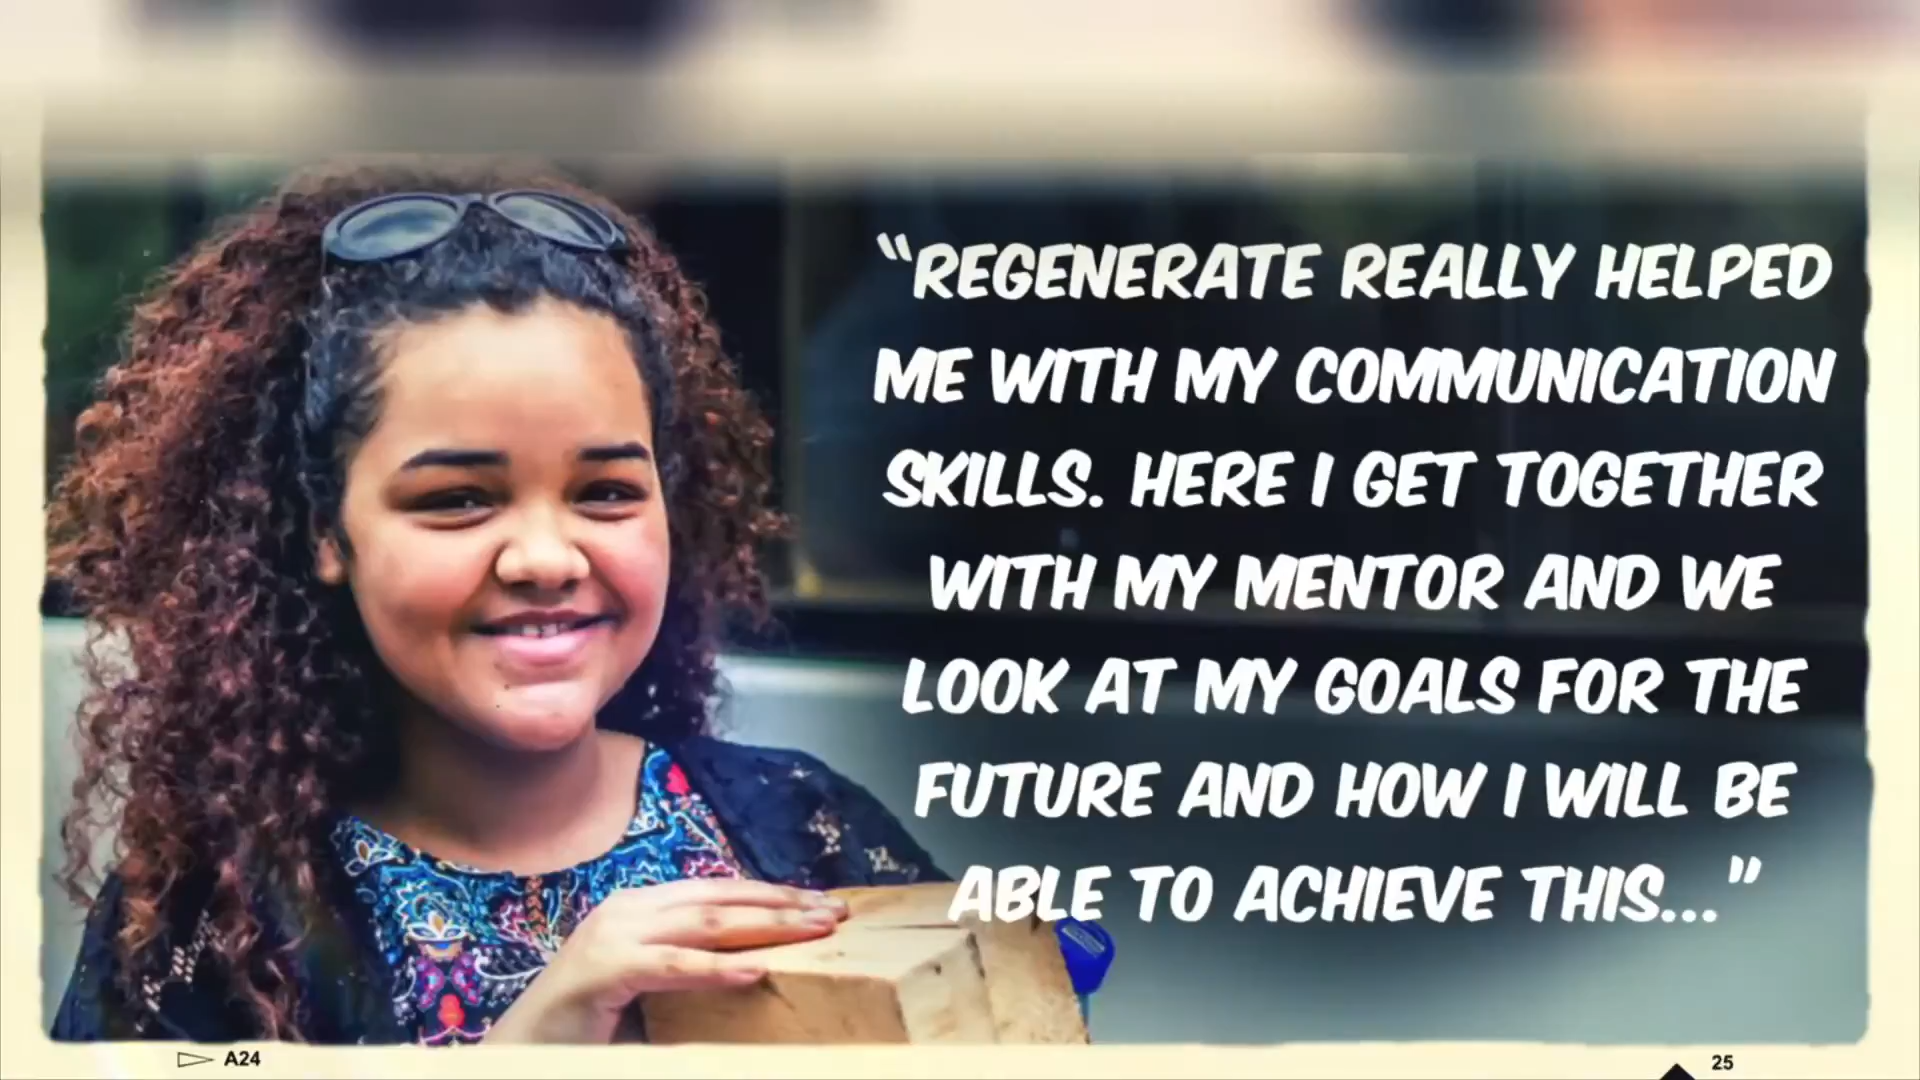 “REGENERATE REALLY HELPED
ME WITH MY COMMUNICATION
SKILLS. HERE I GET TOGETHER
WITH MY MENTOR AND WE
LOOK AT MY GOALS FOR THE
FUTURE AND HOW I WILL BE
ABLE TO ACHIEVE THIS...”
A24
25